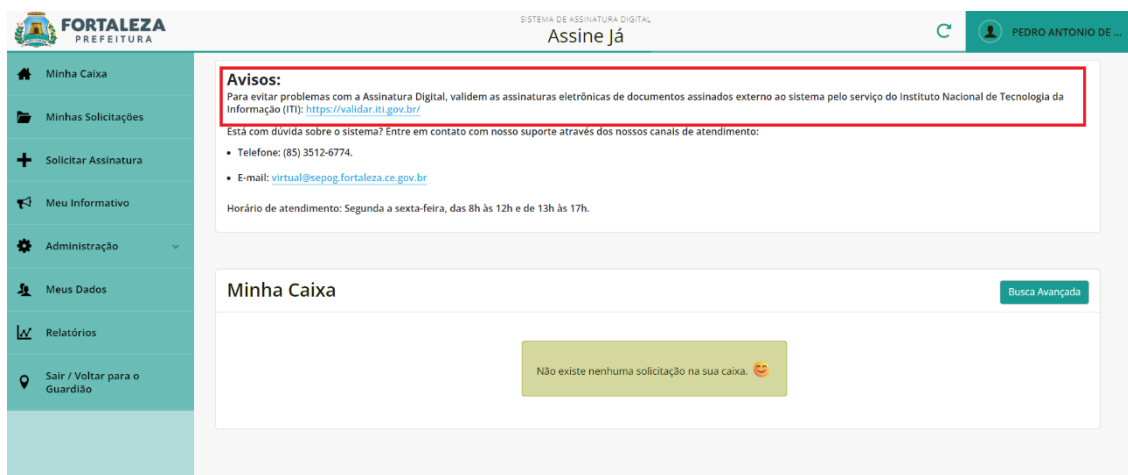 FORTALEZA
PREFEITURA
SISTEMA DE ASSINATURA DIGITAL
Assine Já
PEDRO ANTONIO DE ...
Minha Caixa
Minhas Solicitações
Solicitar Assinatura
Meu Informativo
Administração
Meus Dados
Relatórios
Sair / Voltar para o
Guardião
Avisos:
Para evitar problemas com a Assinatura Digital, validem as assinaturas eletrônicas de documentos assinados externo ao sistema pelo serviço do Instituto Nacional de Tecnologia da
Informação (ITI): https://validar.iti.gov.br/
Está com dúvida sobre o sistema? Entre em contato com nosso suporte através dos nossos canais de atendimento:
• Telefone: (85) 3512-6774.
• E-mail: virtual@sepog.fortaleza.ce.gov.br
Horário de atendimento: Segunda a sexta-feira, das 8h às 12h e de 13h às 17h.
Minha Caixa
Busca Avançada
Não existe nenhuma solicitação na sua caixa. 😊